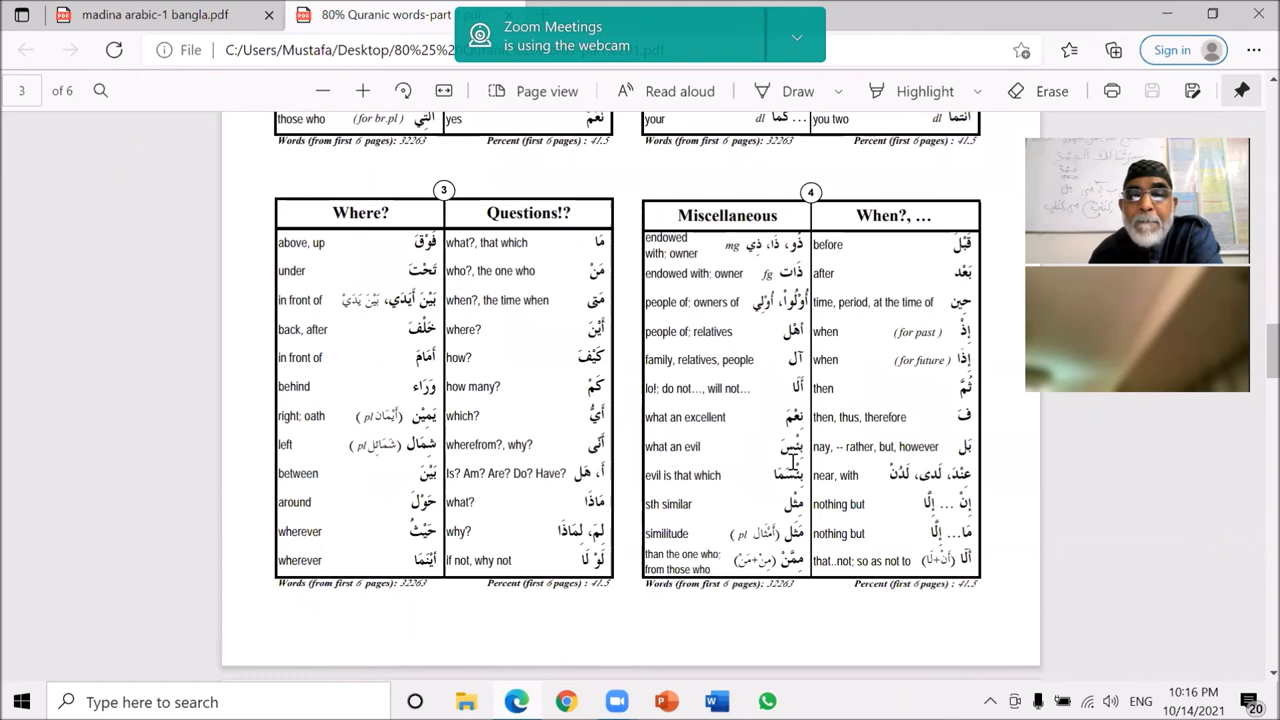 madina arabic-1 bangla.pdf
80% Quranic words-part 1.pdf
Zoom Meetings
is using the webcam
File
Sign in
3 of 6
Page view
Read aloud
Draw
Highlight
Erase
those who (for br.pl) الَّتِي yes نَعَمْ
your dl ... كُمَا you two dl أَنْتُمَا
Words (from first 6 pages): 32263 Percent (first 6 pages) : 41.5
Words (from first 6 pages): 32263 Percent (first 6 pages) : 41.5
3
Where? Questions!?
above, up فَوْقَ what?, that which مَا
under تَحْتَ who?, the one who مَنْ
in front of بَيْنَ أَيْدِي، بَيْنَ يَدَيْ when?, the time when مَتَى
back, after خَلْفَ where? أَيْنَ
in front of أَمَامَ how? كَيْفَ
behind وَرَاء how many? كَمْ
right; oath يَمِيْن (أَيْمَان pl) which? أَيُّ
left شِمَال (شَمَائِل pl) wherefrom?, why? أَنَّى
between بَيْنَ Is? Am? Are? Do? Have? أَ، هَل
around حَوْلَ what? مَاذَا
wherever حَيْثُ why? لِمَ، لِمَاذَا
wherever أَيْنَمَا if not, why not لَوْ لَا
Words (from first 6 pages): 32263 Percent (first 6 pages) : 41.5
4
Miscellaneous When?, ...
endowed with; owner mg ذُو، ذَا، ذِي before قَبْلَ
endowed with; owner fg ذَات after بَعْد
people of; owners of أُوْلُواْ، أُوْلِي time, period, at the time of حِين
people of; relatives أَهْل when (for past) إِذْ
family, relatives, people آل when (for future) إِذَا
lo!; do not..., will not... أَلَا then ثُمَّ
what an excellent نِعْمَ then, thus, therefore فَ
what an evil بِئْسَ nay, -- rather, but, however بَل
evil is that which بِئْسَمَا near, with عِنْدَ، لَدى، لَدُنْ
sth similar مِثْل nothing but إِنْ ... إِلَّا
similitude مَثَل (أَمْثَال pl) nothing but مَا... إِلَّا
than the one who; from those who مِمَّنْ (مِنْ+مَنْ) that..not; so as not to أَلَّا (أَنْ+لَا)
Words (from first 6 pages): 32263 Percent (first 6 pages) : 41.5
Type here to search
ENG
10:16 PM
10/14/2021
20